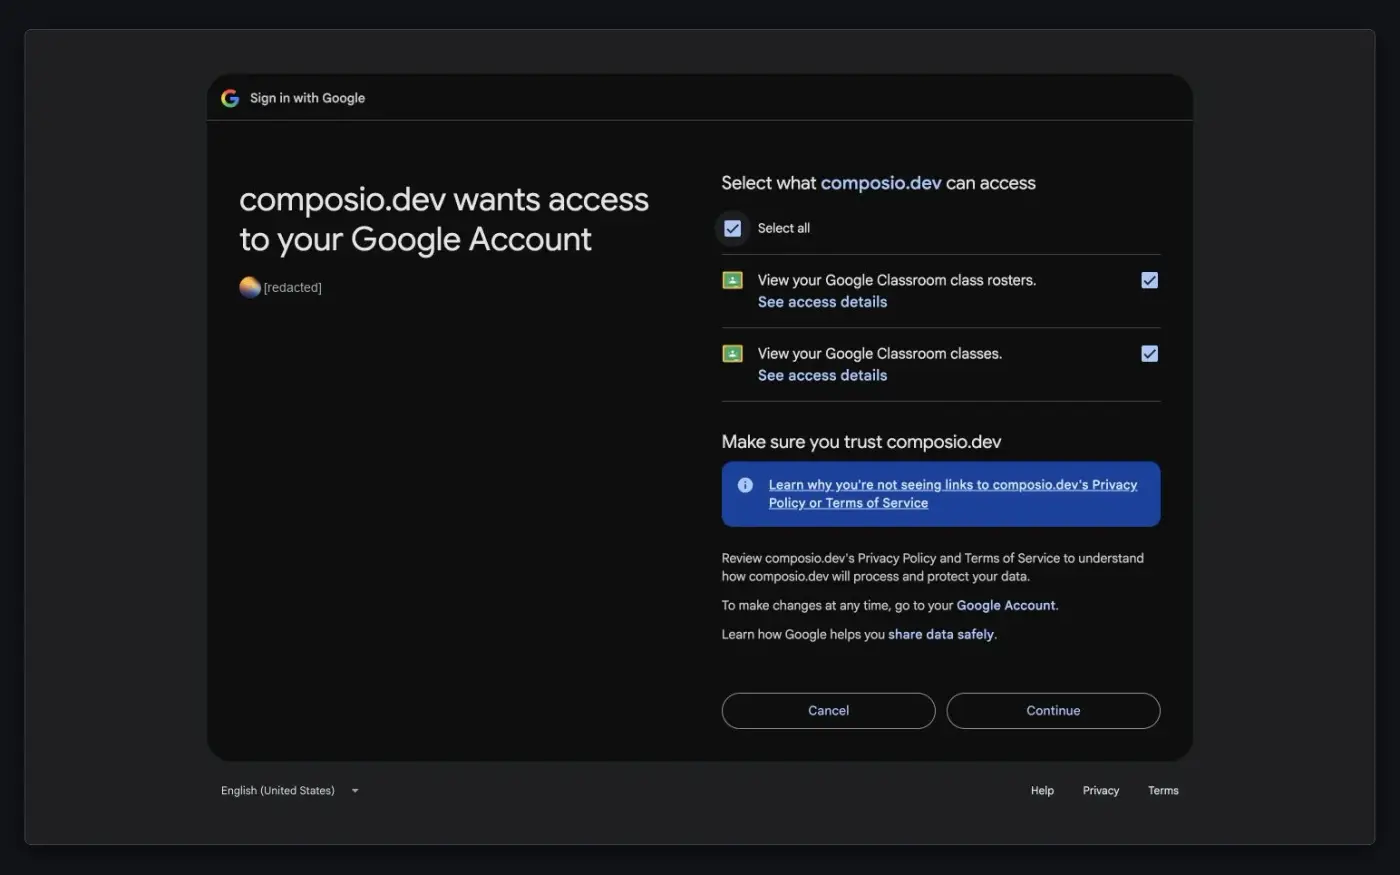 Sign in with Google
composio.dev wants access
to your Google Account
[redacted]
Select what composio.dev can access
Select all
View your Google Classroom class rosters.
See access details
View your Google Classroom classes.
See access details
Make sure you trust composio.dev
Learn why you're not seeing links to composio.dev's Privacy
Policy or Terms of Service
Review composio.dev's Privacy Policy and Terms of Service to understand
how composio.dev will process and protect your data.
To make changes at any time, go to your Google Account.
Learn how Google helps you share data safely.
Cancel
Continue
English (United States)
Help
Privacy
Terms